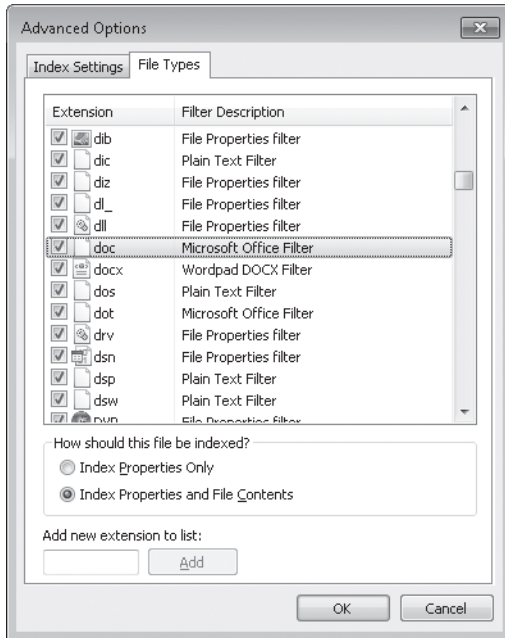 Advanced Options
Index Settings File Types
Extension Filter Description
dib File Properties filter
dic Plain Text Filter
diz File Properties filter
dl_ File Properties filter
dll File Properties filter
doc Microsoft Office Filter
docx Wordpad DOCX Filter
dos Plain Text Filter
dot Microsoft Office Filter
drv File Properties filter
dsn File Properties filter
dsp Plain Text Filter
dsw Plain Text Filter
File Properties filter
How should this file be indexed?
Index Properties Only
Index Properties and File Contents
Add new extension to list:
Add
OK Cancel